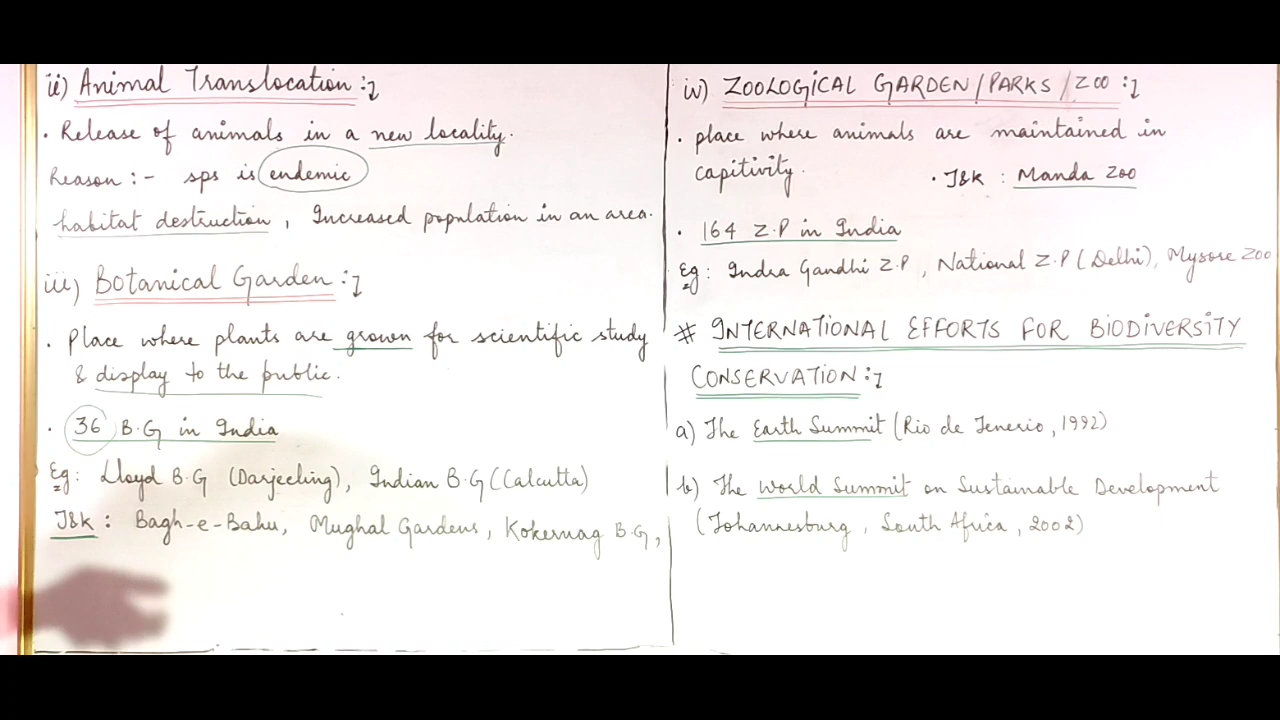 ii) Animal Translocation :]
· Release of animals in a new locality.
Reason :- sps is endemic
habitat destruction, Increased population in an area.
iii) Botanical Garden :]
· Place where plants are grown for scientific study
& display to the public.
· 36 B.G in India
Eg: Lloyd B.G (Darjeeling), Indian B.G (Calcutta)
J&K : Bagh-e-Bahu, Mughal Gardens, Kokernag B.G,
iv) ZOOLOGICAL GARDEN/PARKS/ZOO :]
· place where animals are maintained in
capitivity.
· J&K : Manda Zoo
· 164 Z.P in India
Eg: Indra Gandhi Z.P, National Z.P (Delhi), Mysore Zoo
# INTERNATIONAL EFFORTS FOR BIODIVERSITY
CONSERVATION :]
a) The Earth Summit (Rio de Jenerio, 1992)
b) The World Summit on Sustainable Development
(Johannesburg, South Africa, 2002)